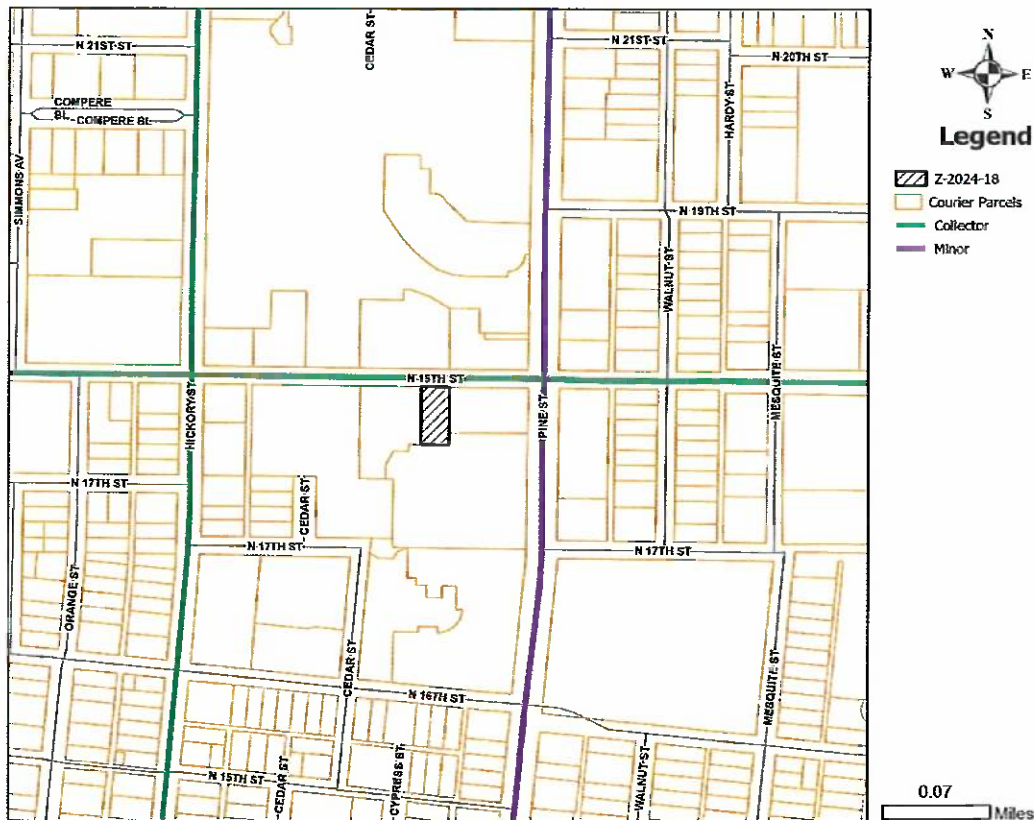 CEDAR ST
N 21ST ST
N 21ST ST
N 20TH ST
COMPERE
BL
COMPERE BL
HARDY ST
SIMMONS AV
N 19TH ST
WALNUT ST
MESQUITE ST
N 15TH ST
HICKORY ST
PINE ST
N 17TH ST
CEDAR ST
N 17TH ST
N 17TH ST
ORANGE ST
CEDAR ST
MESQUITE ST
N 16TH ST
N 15TH ST
CEDAR ST
CYPRESS ST
WALNUT ST
N
W
E
S
Legend
Z-2024-18
Courier Parcels
Collector
Minor
0.07
Miles